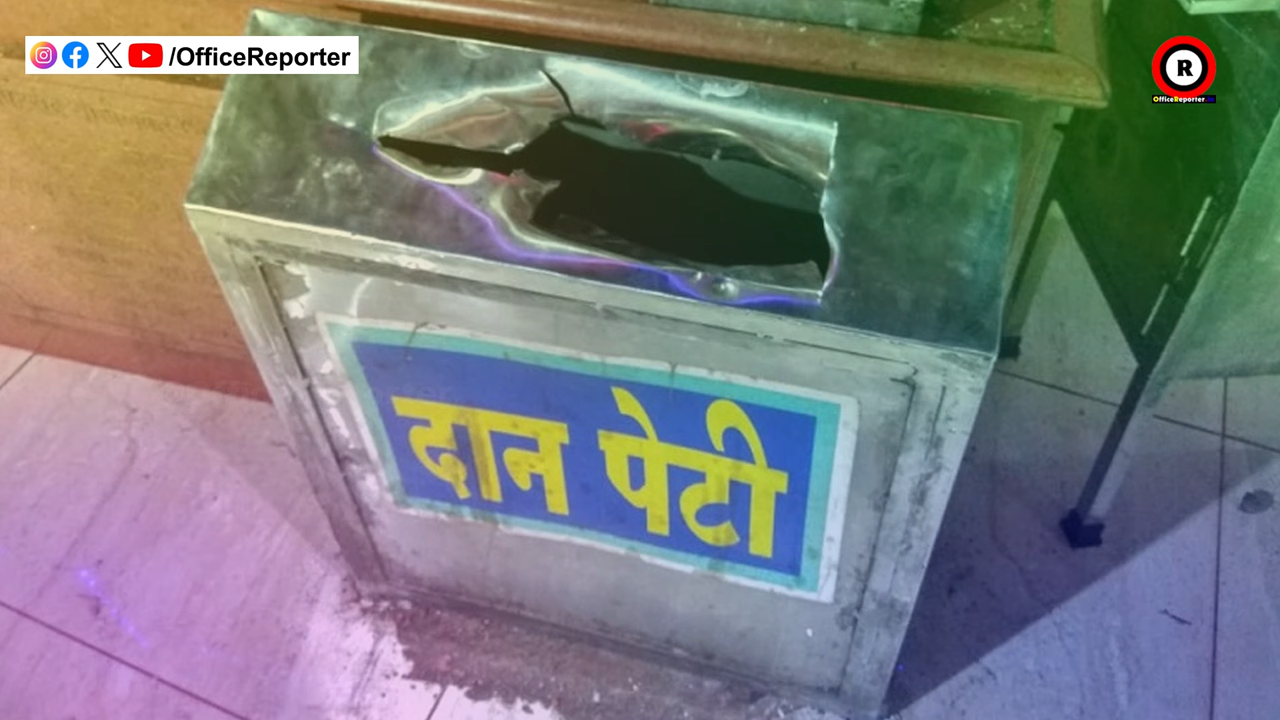 /OfficeReporter
R
OfficeReporter
दान पेटी